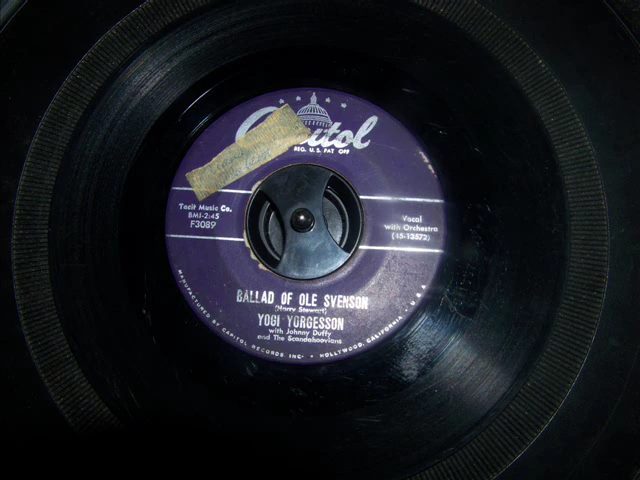 Capitol
REG. U.S. PAT. OFF.
Tacit Music Co.
BMI-2:45
F3089
Vocal
with Orchestra
(45-13572)
BALLAD OF OLE SVENSON
(Harry Stewart)
YOGI YORGESSON
with Johnny Duffy
and The Scandahoovians
MANUFACTURED BY CAPITOL RECORDS INC• • HOLLYWOOD, CALIFORNIA, U.S.A.